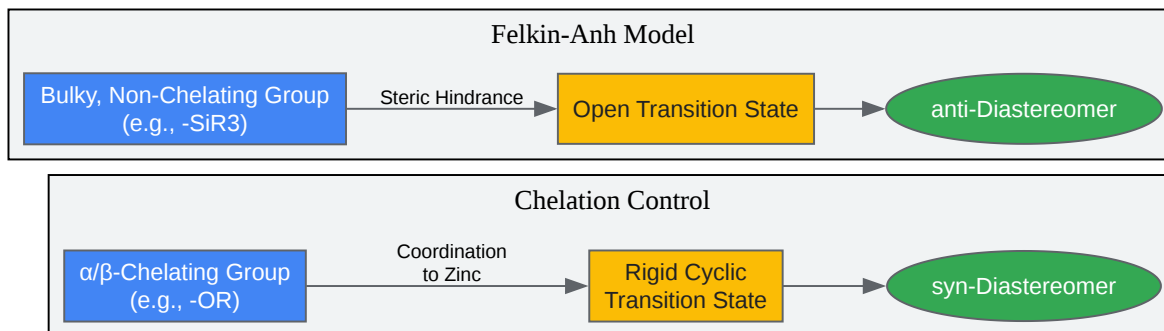 Felkin-Anh Model
Bulky, Non-Chelating Group
(e.g., -SiR3)
Steric Hindrance
Open Transition State
anti-Diastereomer
Chelation Control
α/β-Chelating Group
(e.g., -OR)
Coordination
to Zinc
Rigid Cyclic
Transition State
syn-Diastereomer